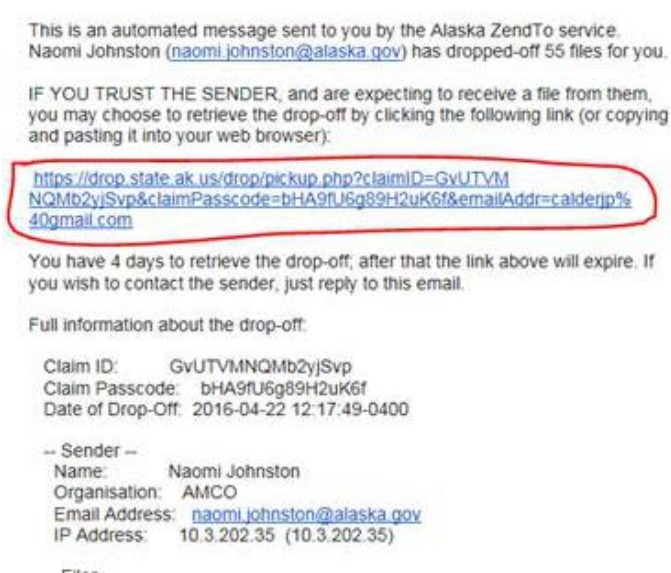 This is an automated message sent to you by the Alaska ZendTo service.
Naomi Johnston (naomi.johnston@alaska.gov) has dropped-off 55 files for you.
IF YOU TRUST THE SENDER, and are expecting to receive a file from them,
you may choose to retrieve the drop-off by clicking the following link (or copying
and pasting it into your web browser):
https://drop.state.ak.us/drop/pickup.php?claimID=GvUTVM
NQMb2yjSvp&claimPasscode=bHA9fU6g89H2uK6f&emailAddr=calderjp%
40gmail.com
You have 4 days to retrieve the drop-off; after that the link above will expire. If
you wish to contact the sender, just reply to this email.
Full information about the drop-off:
Claim ID: GvUTVMNQMb2yjSvp
Claim Passcode: bHA9fU6g89H2uK6f
Date of Drop-Off: 2016-04-22 12:17:49-0400
-- Sender --
Name: Naomi Johnston
Organisation: AMCO
Email Address: naomi.johnston@alaska.gov
IP Address: 10.3.202.35 (10.3.202.35)